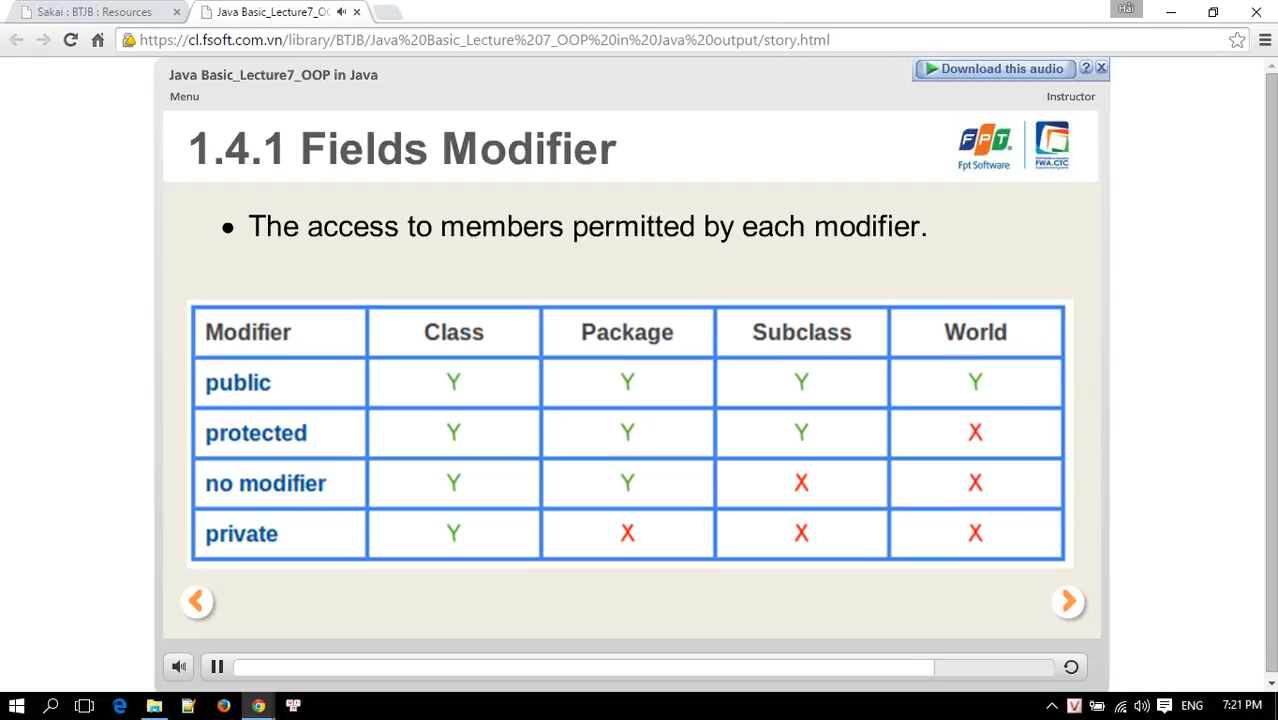 Sakai : BTJB : Resources
Java Basic_Lecture7_OO
Hải
https://cl.fsoft.com.vn/library/BTJB/Java%20Basic_Lecture%207_OOP%20in%20Java%20output/story.html
Java Basic_Lecture7_OOP in Java
Download this audio ?
Menu Instructor
1.4.1 Fields Modifier
FPT
Fpt Software
FWA.CTC
• The access to members permitted by each modifier.
Modifier Class Package Subclass World
public Y Y Y Y
protected Y Y Y X
no modifier Y Y X X
private Y X X X
ENG 7:21 PM